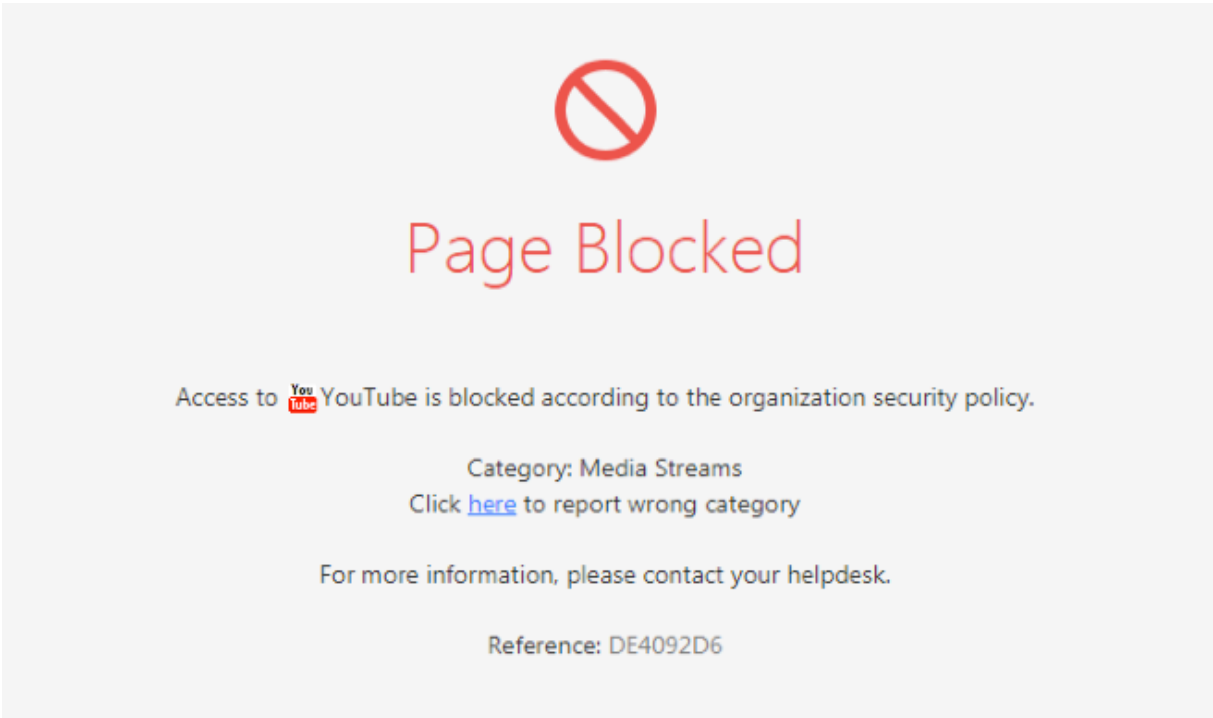 Page Blocked
Access to You Tube YouTube is blocked according to the organization security policy.
Category: Media Streams
Click here to report wrong category
For more information, please contact your helpdesk.
Reference: DE4092D6